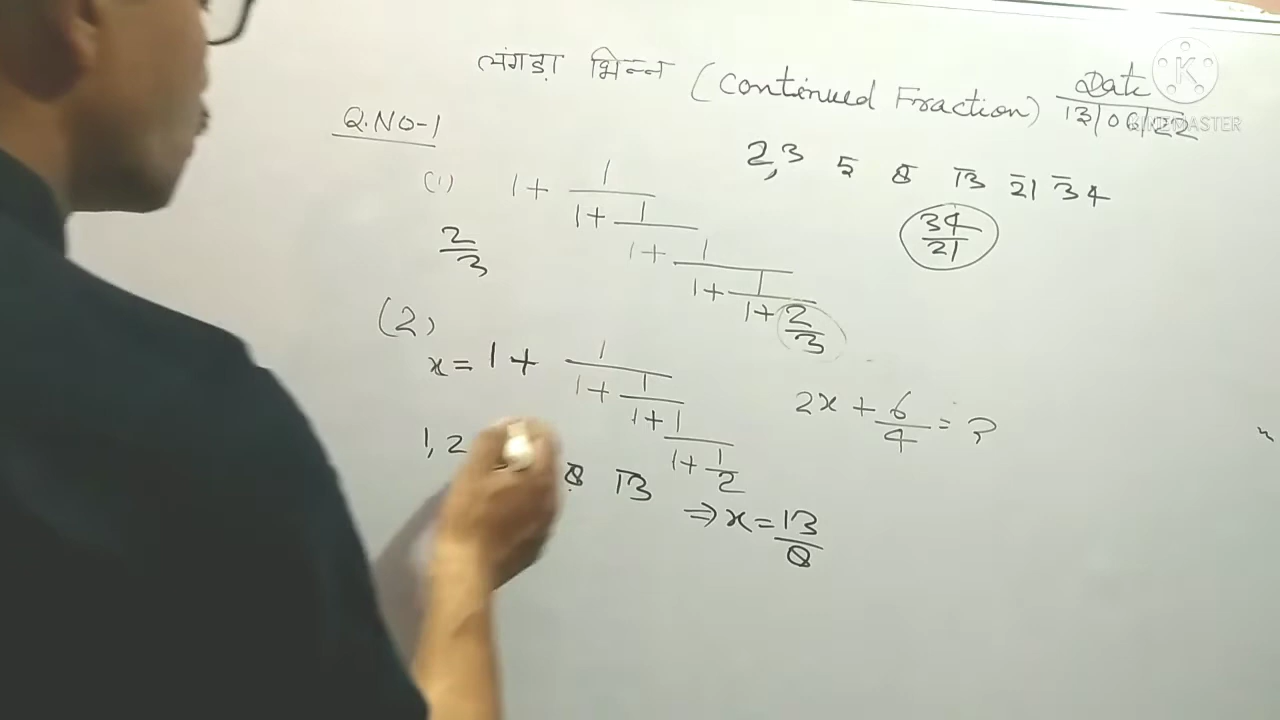 लंगड़ा भिन्न (Continued Fraction) Date
13/06/22
KINEMASTER
Q.NO-1
2,3 5 8 13 21 34
(1) 1+ 1
1+ 1
1+ 1
1+ 1
1+ 2
3
2
3
34
21
(2)
x= 1+ 1
1+ 1
1+ 1
1+ 1
2
2x + 6 = ?
4
1, 2 8 13
⇒ x = 13
8